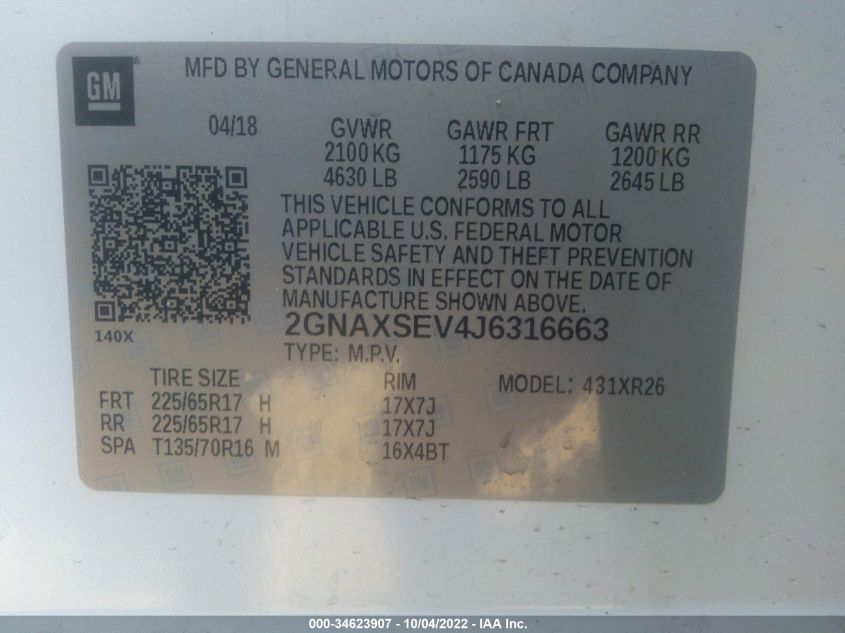 GM
®
MFD BY GENERAL MOTORS OF CANADA COMPANY
04/18 GVWR GAWR FRT GAWR RR
2100 KG 1175 KG 1200 KG
4630 LB 2590 LB 2645 LB
THIS VEHICLE CONFORMS TO ALL
APPLICABLE U.S. FEDERAL MOTOR
VEHICLE SAFETY AND THEFT PREVENTION
STANDARDS IN EFFECT ON THE DATE OF
MANUFACTURE SHOWN ABOVE.
140X
2GNAXSEV4J6316663
TYPE: M.P.V.
TIRE SIZE RIM MODEL: 431XR26
FRT 225/65R17 H 17X7J
RR 225/65R17 H 17X7J
SPA T135/70R16 M 16X4BT
000-34623907 - 10/04/2022 - IAA Inc.